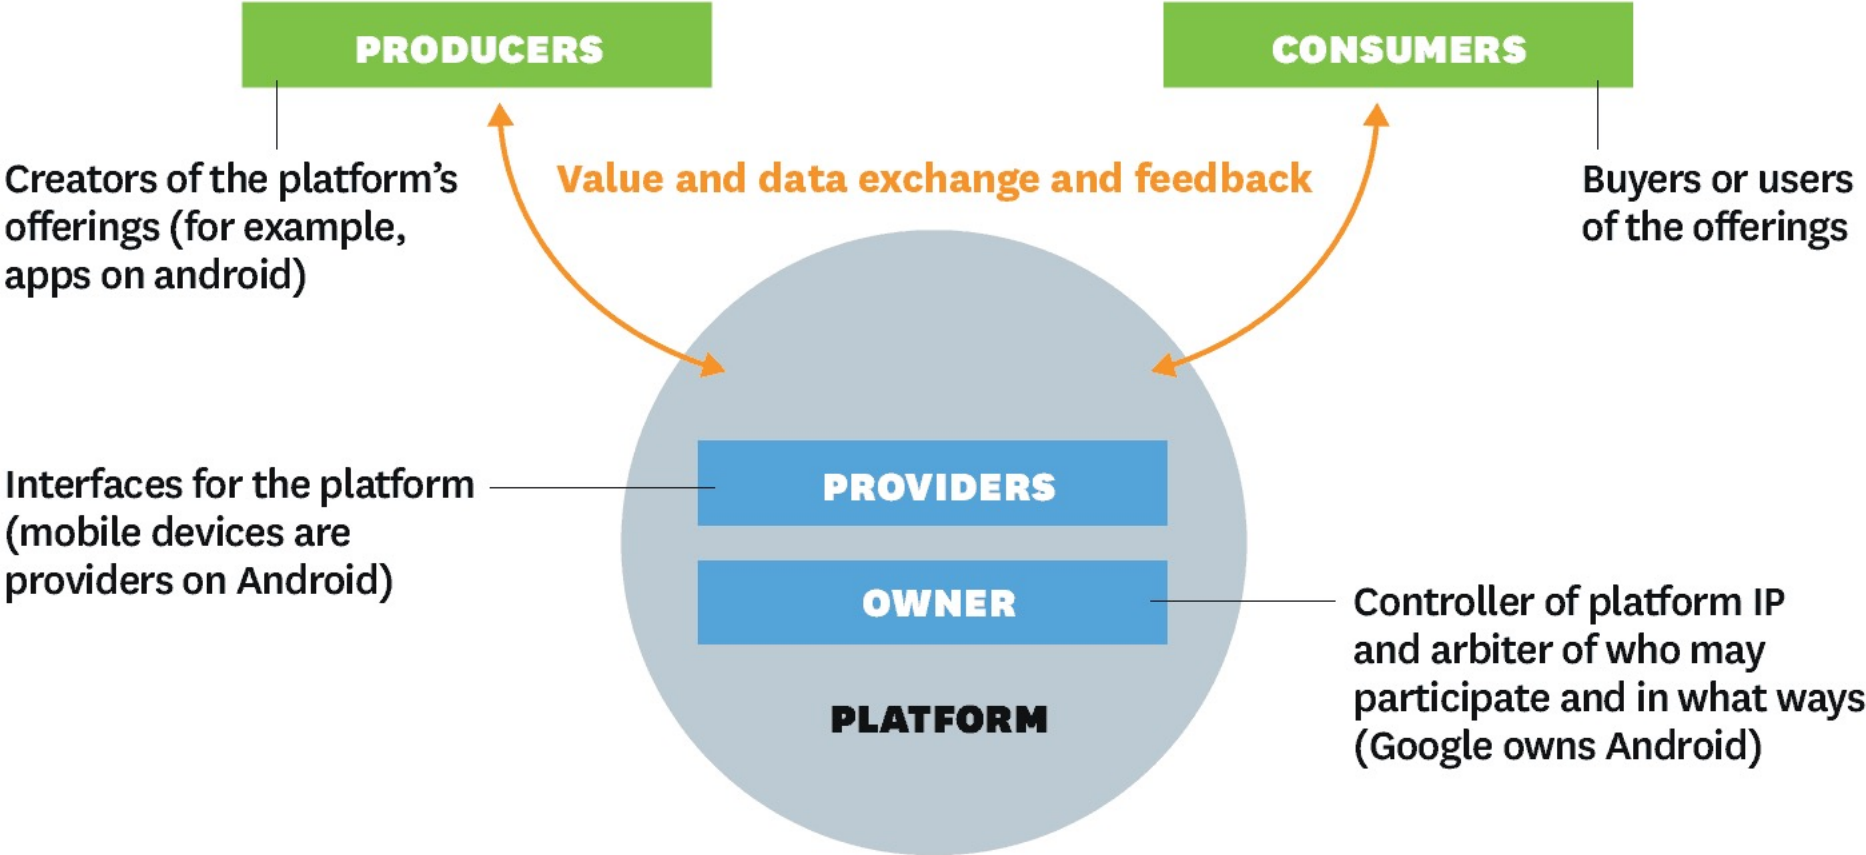 PRODUCERS
CONSUMERS
Creators of the platform’s
offerings (for example,
apps on android)
Value and data exchange and feedback
Buyers or users
of the offerings
Interfaces for the platform
(mobile devices are
providers on Android)
PROVIDERS
OWNER
Controller of platform IP
and arbiter of who may
participate and in what ways
(Google owns Android)
PLATFORM